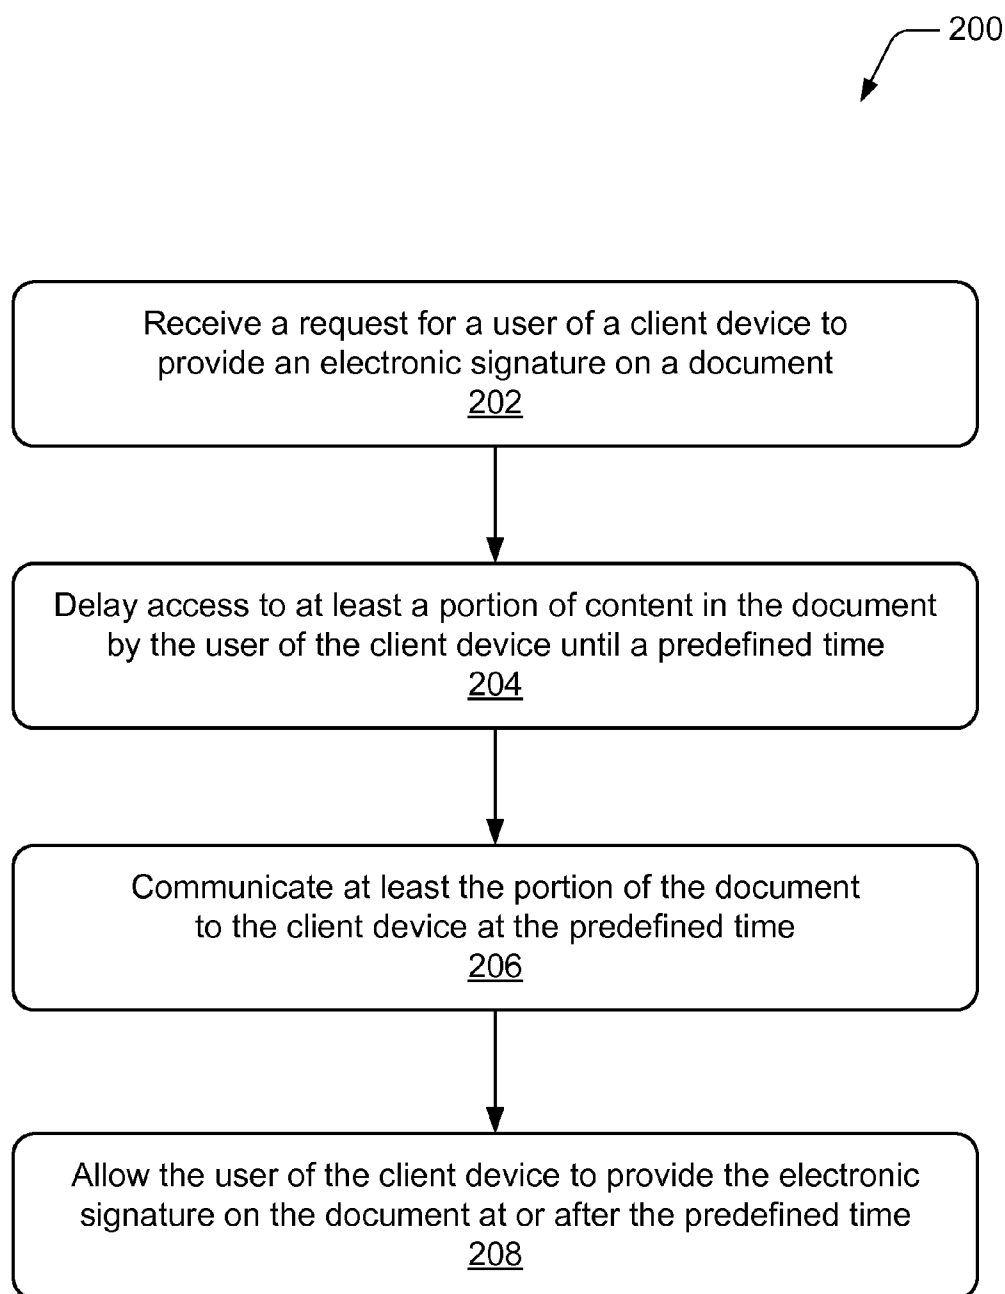 200
Receive a request for a user of a client device to
provide an electronic signature on a document
202
Delay access to at least a portion of content in the document
by the user of the client device until a predefined time
204
Communicate at least the portion of the document
to the client device at the predefined time
206
Allow the user of the client device to provide the electronic
signature on the document at or after the predefined time
208